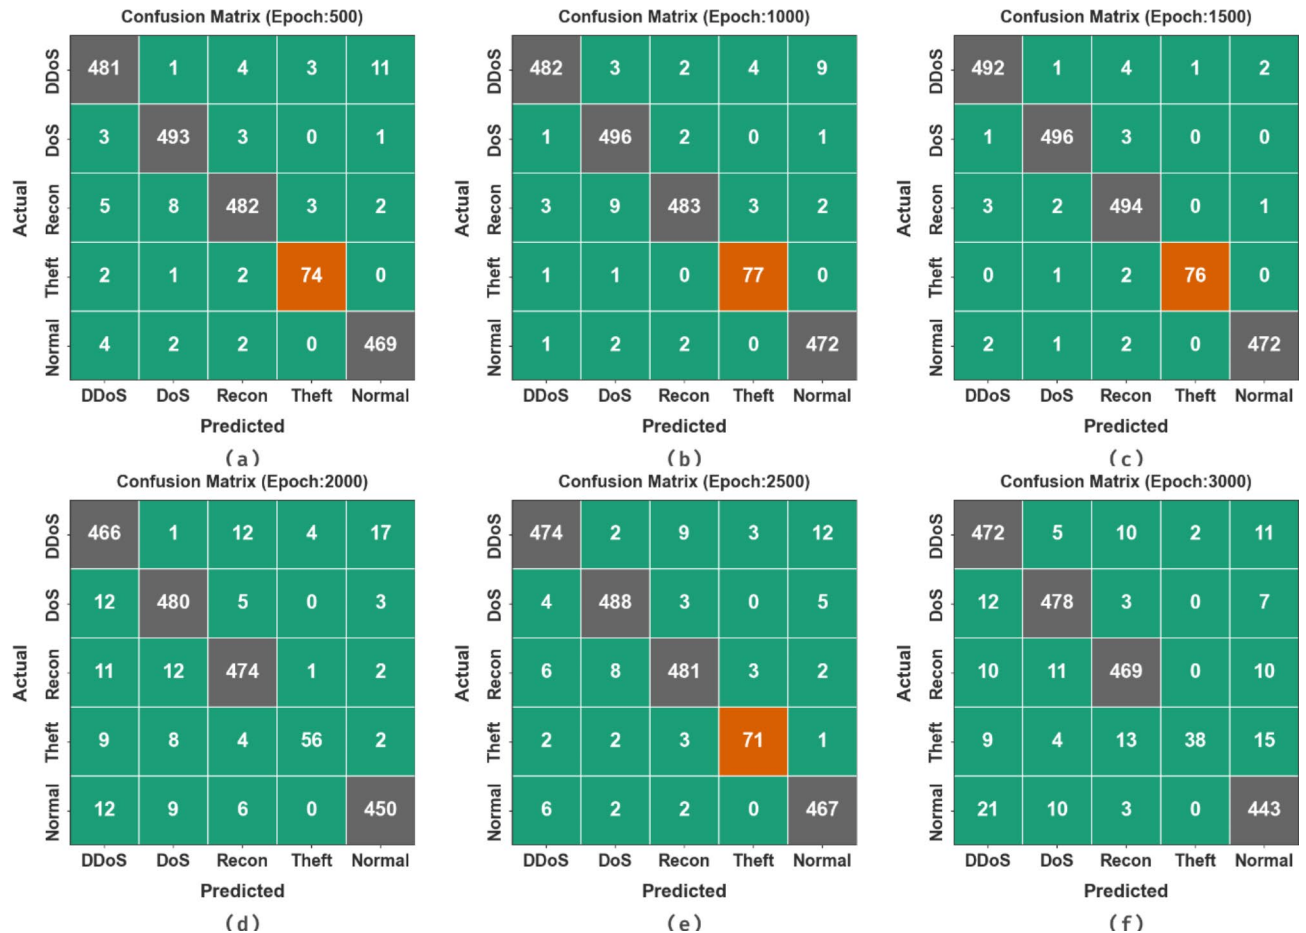 Confusion Matrix (Epoch:500)
Actual
DDoS 481 1 4 3 11
DoS 3 493 3 0 1
Recon 5 8 482 3 2
Theft 2 1 2 74 0
Normal 4 2 2 0 469
DDoS DoS Recon Theft Normal
Predicted
(a)
Confusion Matrix (Epoch:1000)
Actual
DDoS 482 3 2 4 9
DoS 1 496 2 0 1
Recon 3 9 483 3 2
Theft 1 1 0 77 0
Normal 1 2 2 0 472
DDoS DoS Recon Theft Normal
Predicted
(b)
Confusion Matrix (Epoch:1500)
Actual
DDoS 492 1 4 1 2
DoS 1 496 3 0 0
Recon 3 2 494 0 1
Theft 0 1 2 76 0
Normal 2 1 2 0 472
DDoS DoS Recon Theft Normal
Predicted
(c)
Confusion Matrix (Epoch:2000)
Actual
DDoS 466 1 12 4 17
DoS 12 480 5 0 3
Recon 11 12 474 1 2
Theft 9 8 4 56 2
Normal 12 9 6 0 450
DDoS DoS Recon Theft Normal
Predicted
(d)
Confusion Matrix (Epoch:2500)
Actual
DDoS 474 2 9 3 12
DoS 4 488 3 0 5
Recon 6 8 481 3 2
Theft 2 2 3 71 1
Normal 6 2 2 0 467
DDoS DoS Recon Theft Normal
Predicted
(e)
Confusion Matrix (Epoch:3000)
Actual
DDoS 472 5 10 2 11
DoS 12 478 3 0 7
Recon 10 11 469 0 10
Theft 9 4 13 38 15
Normal 21 10 3 0 443
DDoS DoS Recon Theft Normal
Predicted
(f)